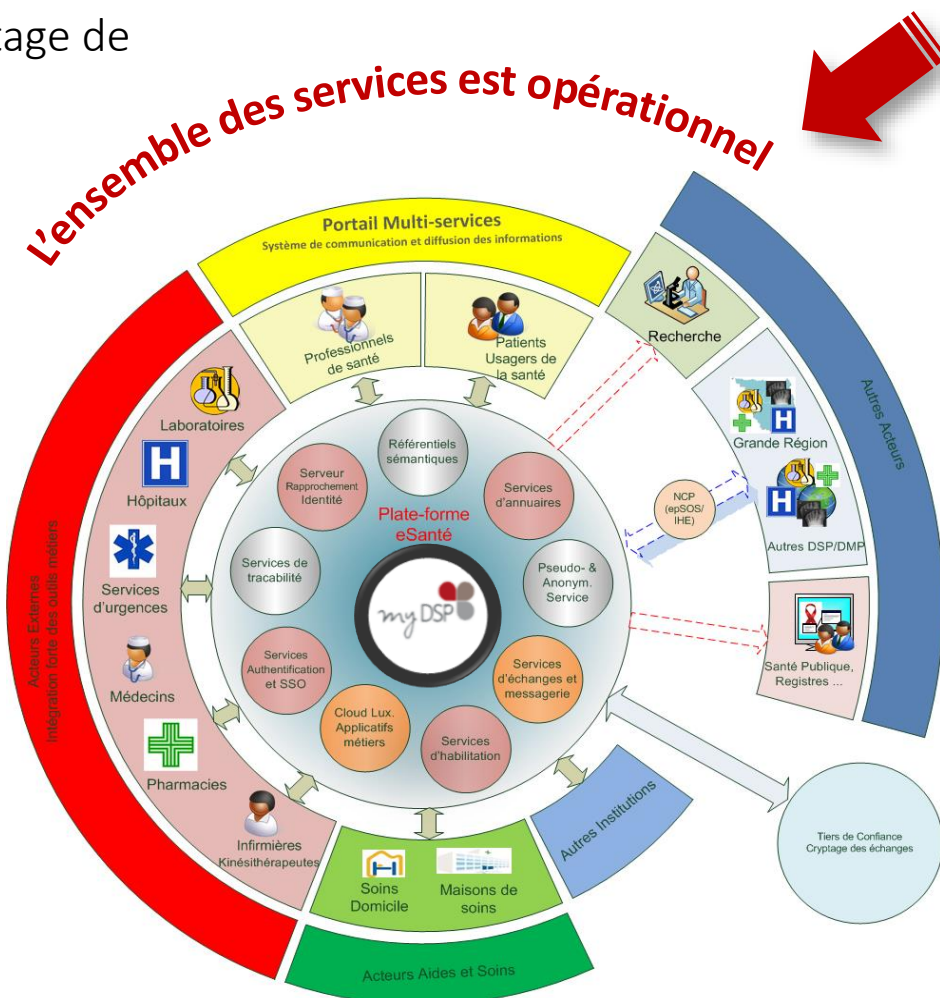 tage de
L'ensemble des services est opérationnel
Portail Multi-services
Système de communication et diffusion des informations
Professionnels
de santé
Patients
Usagers de
la santé
Recherche
Autres Acteurs
Grande Région
Autres DSP/DMP
NCP
(epSOS/
IHE)
Santé Publique,
Registres ...
Acteurs Externes
Intégration forte des outils métiers
Laboratoires
H
Hôpitaux
Services
d'urgences
Médecins
Pharmacies
Infirmières
Kinésithérapeutes
Référentiels
sémantiques
Serveur
Rapprochement
Identité
Services
d'annuaires
Plate-forme
eSanté
Services de
tracabilité
my DSP
Pseudo- &
Anonym.
Service
Services
Authentification
et SSO
Services
d'échanges et
messagerie
Cloud Lux.
Applicatifs
métiers
Services
d'habilitation
H
H
H
Soins
Domicile
Maisons de
soins
Acteurs Aides et Soins
Autres Institutions
Tiers de Confiance
Cryptage des échanges